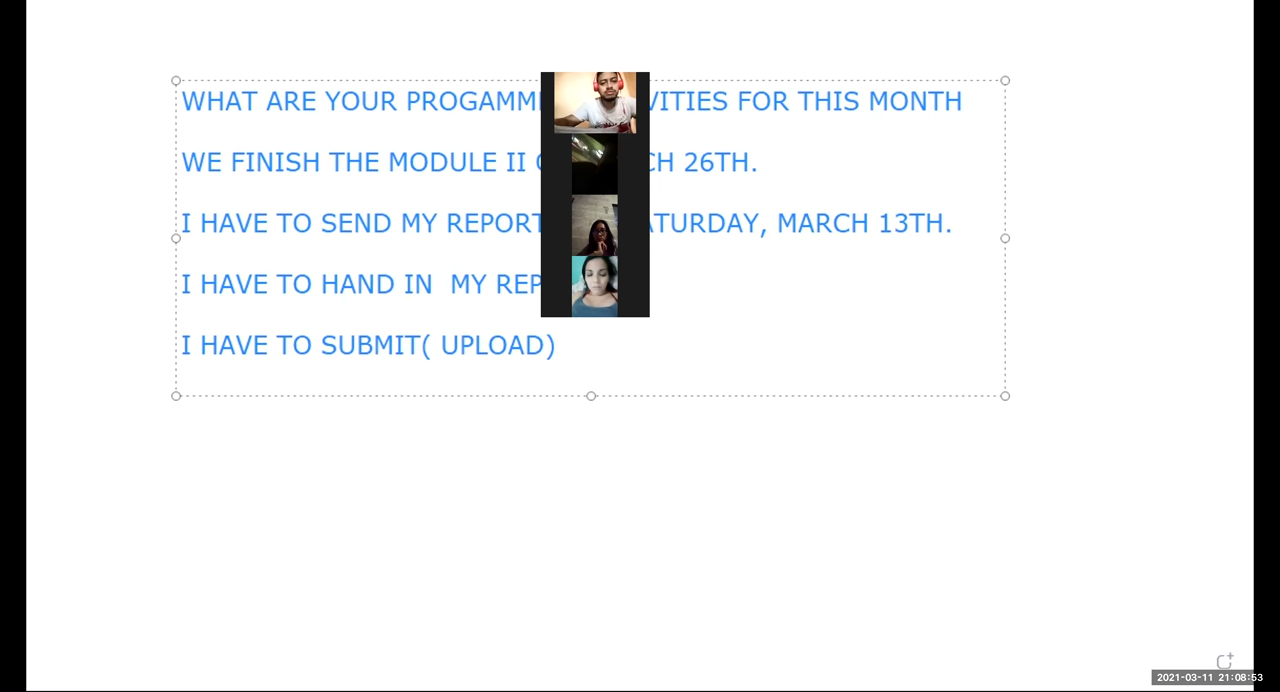 WHAT ARE YOUR VITIES FOR THIS MONTH
WE FINISH THE MODULE II CH 26TH.
I HAVE TO SEND MY REPORT ATURDAY, MARCH 13TH.
I HAVE TO HAND IN MY REP
I HAVE TO SUBMIT( UPLOAD)
2021-03-11 21:08:53